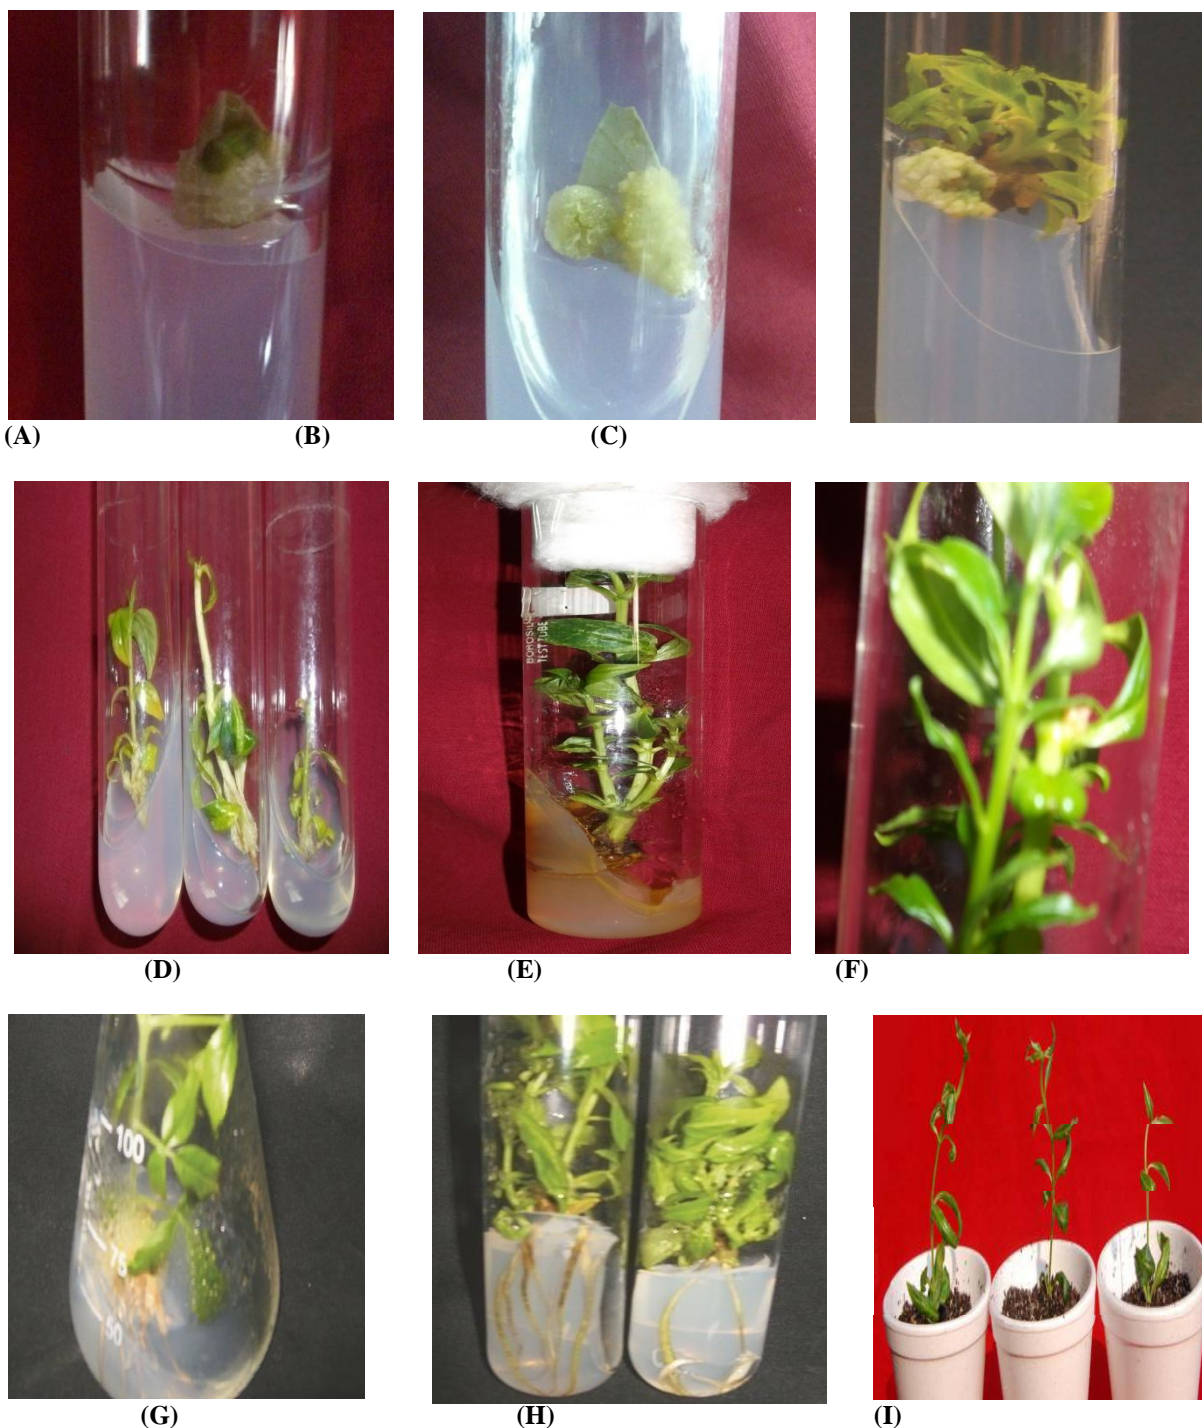 (A) (B) (C)
BOROSIL
TEST TUBE
(D) (E) (F)
100
75
50
(G) (H) (I)